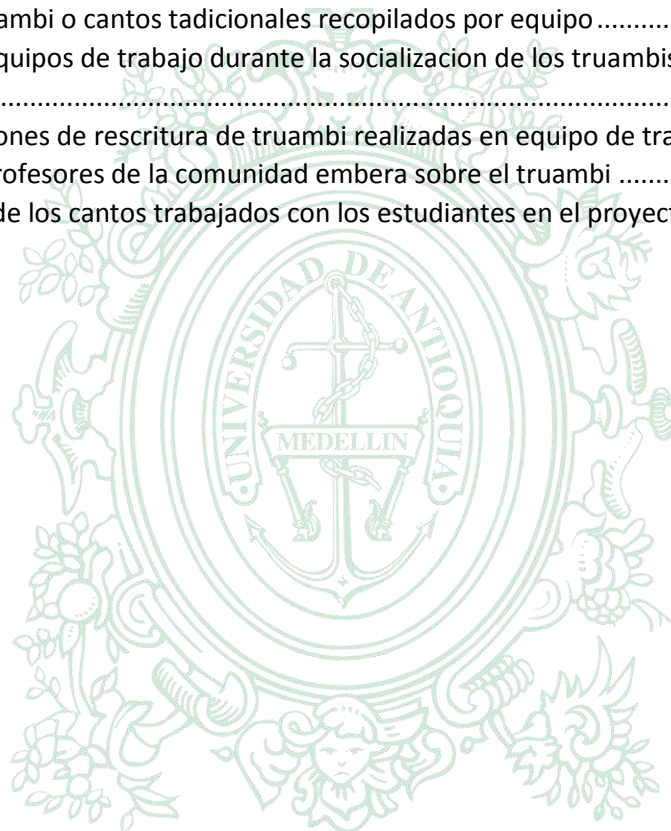 ambi o cantos tadicionales recopilados por equipo..........
quipos de trabajo durante la socializacion de los truambis
................................................................................
ones de rescritura de truambi realizadas en equipo de tra
rofesores de la comunidad embera sobre el truambi .......
de los cantos trabajados con los estudiantes en el proyect
UNIVERSIDAD DE ANTIOQUIA
MEDELLIN